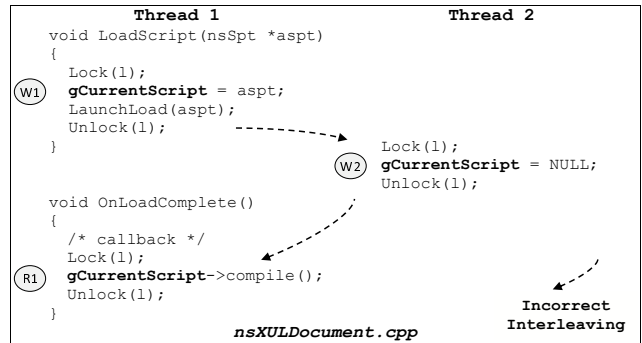 Thread 1
void LoadScript(nsSpt *aspt)
{
Lock(l);
W1
gCurrentScript = aspt;
LaunchLoad(aspt);
Unlock(l);
}
void OnLoadComplete()
{
/* callback */
Lock(l);
R1
gCurrentScript->compile();
Unlock(l);
}
Thread 2
Lock(l);
W2
gCurrentScript = NULL;
Unlock(l);
Incorrect
Interleaving
nsXULDocument.cpp